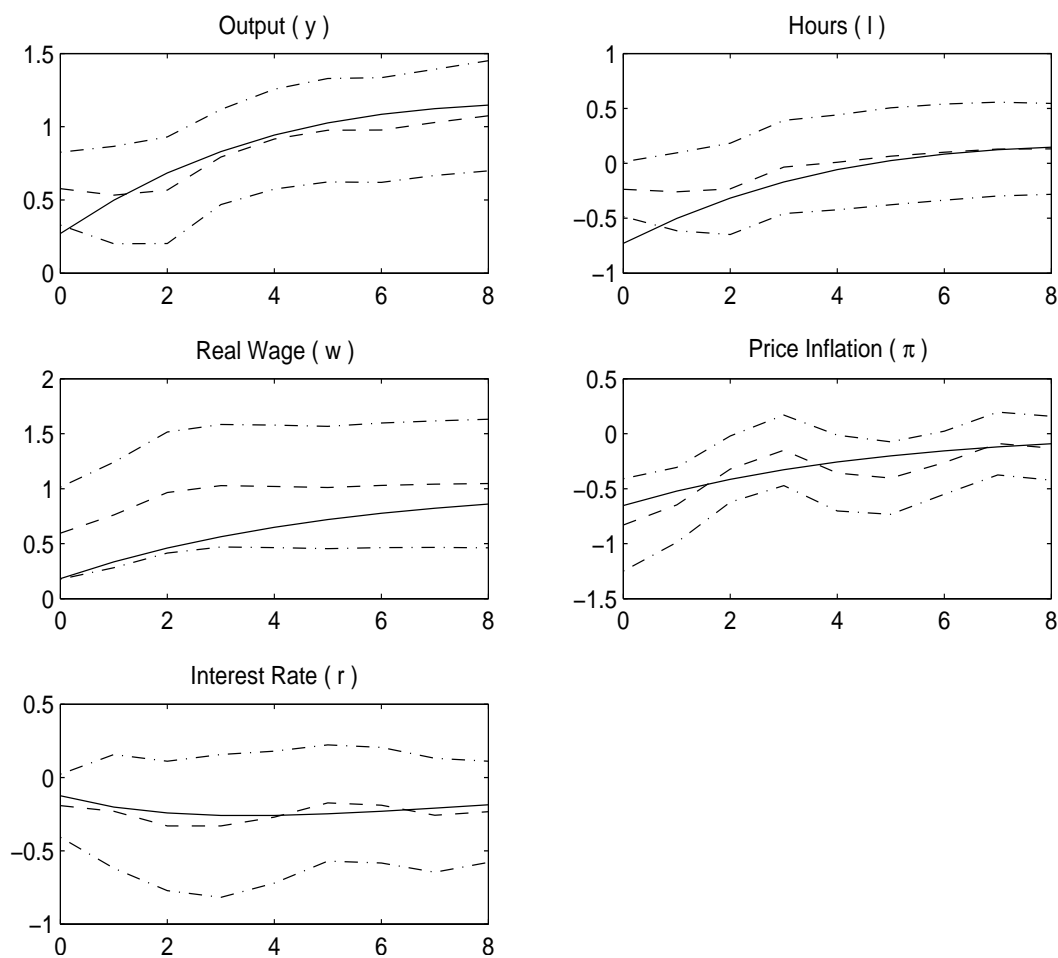 Output ( y )
1.5
1
0.5
0
0 2 4 6 8
Hours ( l )
1
0.5
0
−0.5
−1
0 2 4 6 8
Real Wage ( w )
2
1.5
1
0.5
0
0 2 4 6 8
Price Inflation ( π )
0.5
0
−0.5
−1
−1.5
0 2 4 6 8
Interest Rate ( r )
0.5
0
−0.5
−1
0 2 4 6 8